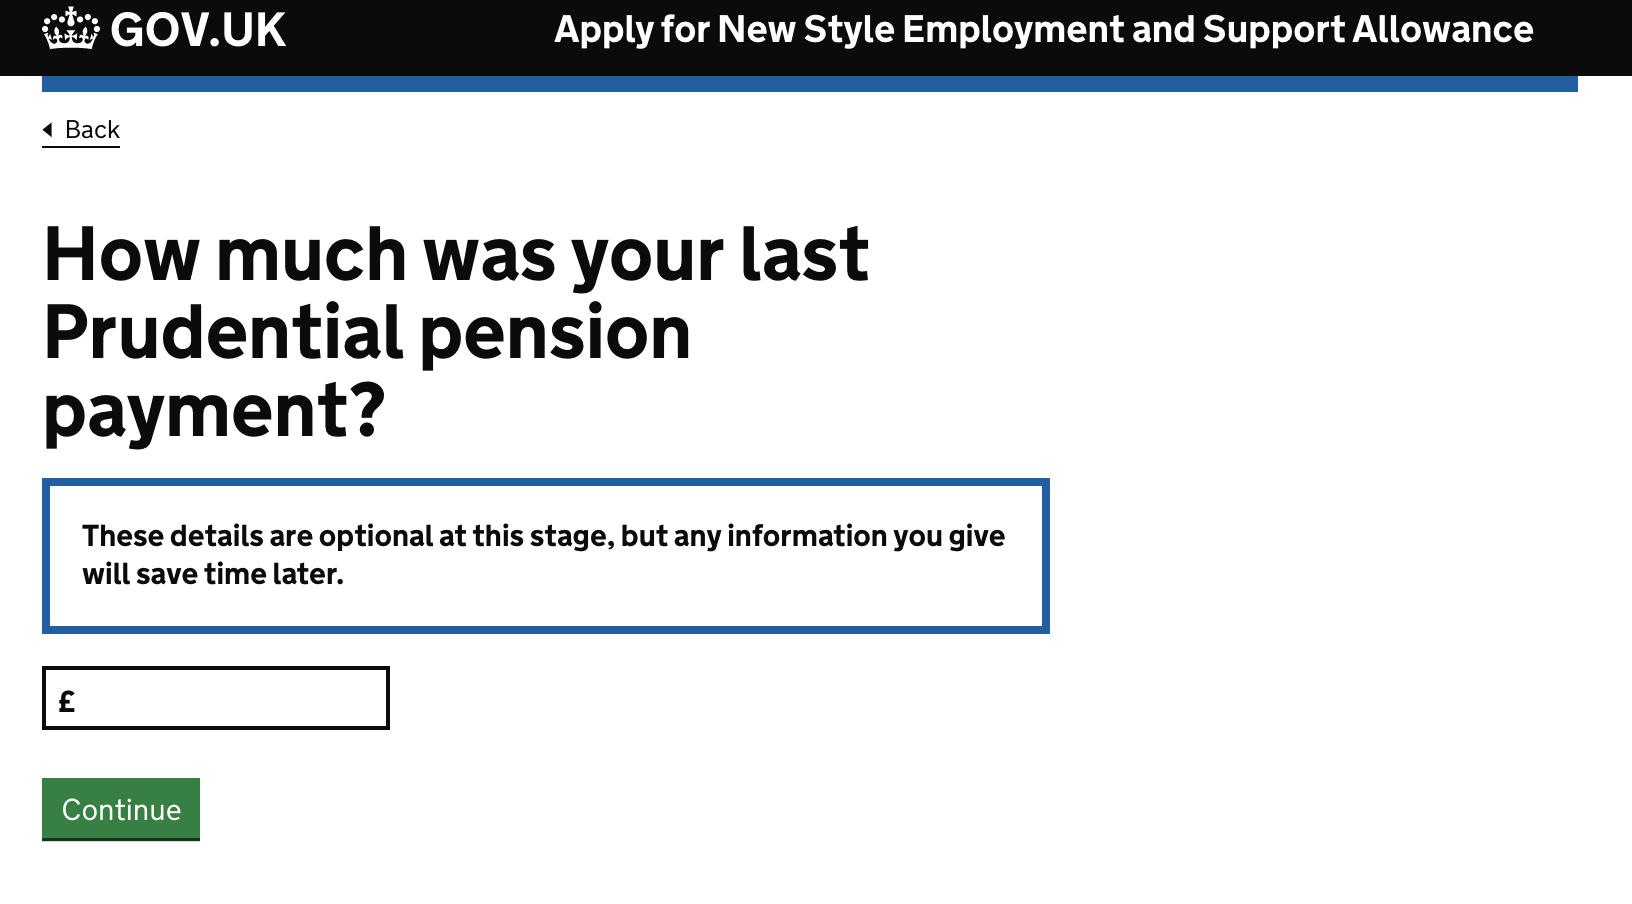 GOV.UK
Apply for New Style Employment and Support Allowance
Back
How much was your last
Prudential pension
payment?
These details are optional at this stage, but any information you give
will save time later.
£
Continue